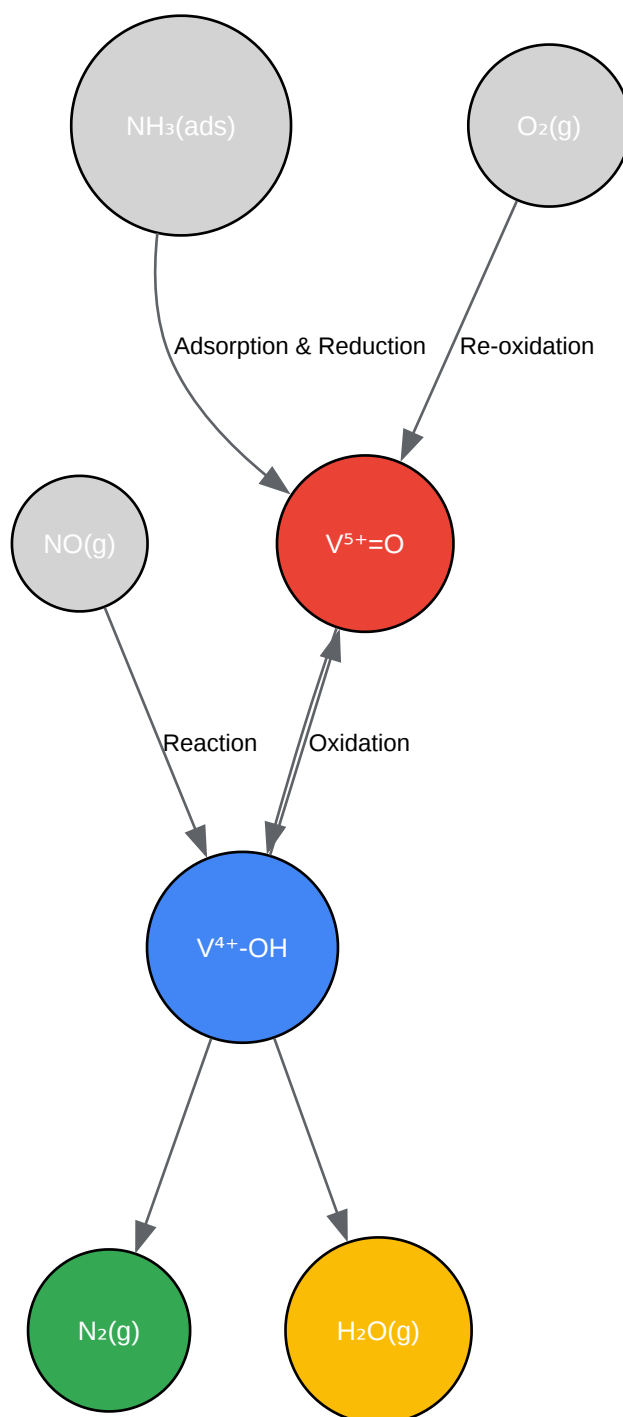 NH₃(ads)
O₂(g)
Adsorption & Reduction
Re-oxidation
NO(g)
V⁵⁺=O
Reaction
Oxidation
V⁴⁺-OH
N₂(g)
H₂O(g)